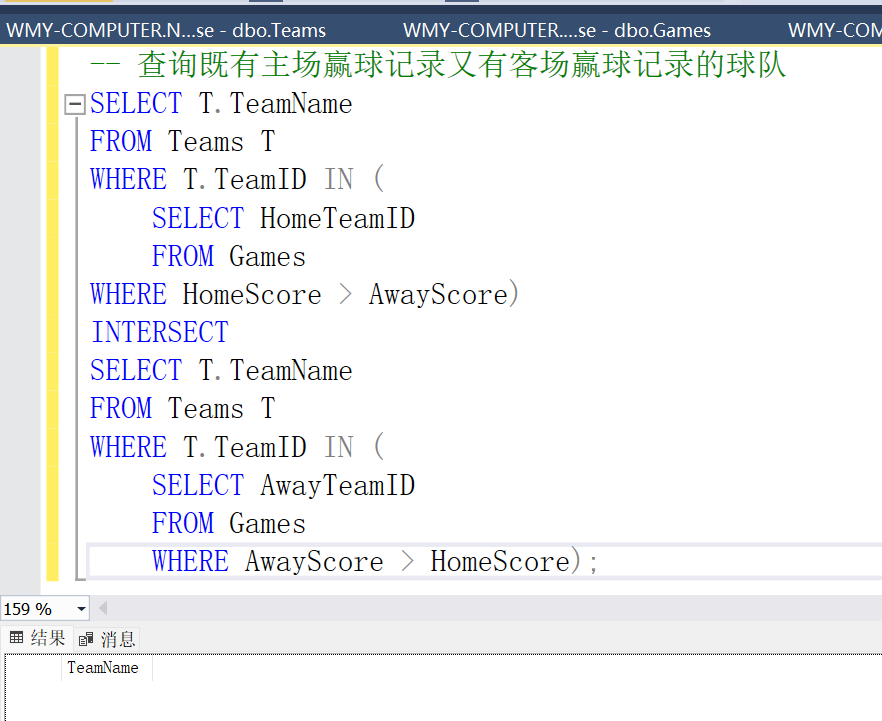 WMY-COMPUTER.N...se - dbo.Teams WMY-COMPUTER....se - dbo.Games WMY-COM
-- 查询既有主场赢球记录又有客场赢球记录的球队
SELECT T.TeamName
FROM Teams T
WHERE T.TeamID IN (
SELECT HomeTeamID
FROM Games
WHERE HomeScore > AwayScore)
INTERSECT
SELECT T.TeamName
FROM Teams T
WHERE T.TeamID IN (
SELECT AwayTeamID
FROM Games
WHERE AwayScore > HomeScore);
159 %
结果 消息
TeamName